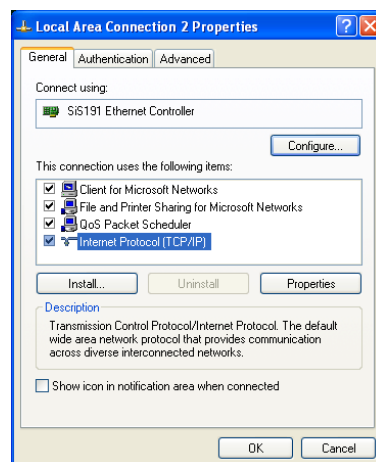 Local Area Connection 2 Properties
General Authentication Advanced
Connect using:
SiS191 Ethernet Controller
Configure...
This connection uses the following items:
Client for Microsoft Networks
File and Printer Sharing for Microsoft Networks
QoS Packet Scheduler
Internet Protocol (TCP/IP)
Install... Uninstall Properties
Description
Transmission Control Protocol/Internet Protocol. The default
wide area network protocol that provides communication
across diverse interconnected networks.
Show icon in notification area when connected
OK Cancel